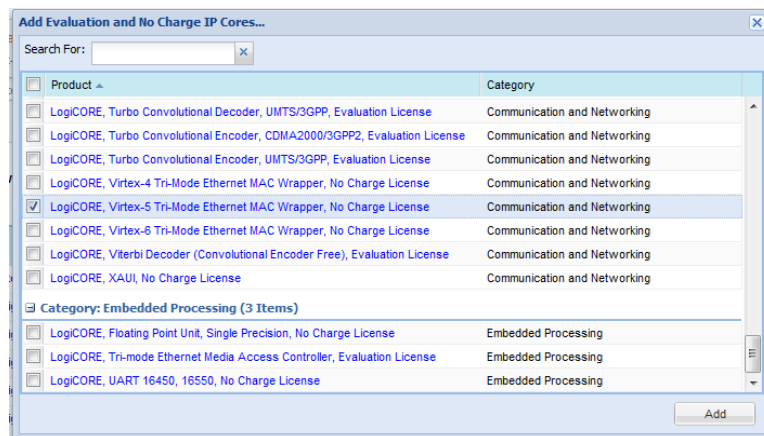 Add Evaluation and No Charge IP Cores...
Search For:
Product Category
LogiCORE, Turbo Convolutional Decoder, UMTS/3GPP, Evaluation License Communication and Networking
LogiCORE, Turbo Convolutional Encoder, CDMA2000/3GPP2, Evaluation License Communication and Networking
LogiCORE, Turbo Convolutional Encoder, UMTS/3GPP, Evaluation License Communication and Networking
LogiCORE, Virtex-4 Tri-Mode Ethernet MAC Wrapper, No Charge License Communication and Networking
LogiCORE, Virtex-5 Tri-Mode Ethernet MAC Wrapper, No Charge License Communication and Networking
LogiCORE, Virtex-6 Tri-Mode Ethernet MAC Wrapper, No Charge License Communication and Networking
LogiCORE, Viterbi Decoder (Convolutional Encoder Free), Evaluation License Communication and Networking
LogiCORE, XAUI, No Charge License Communication and Networking
Category: Embedded Processing (3 Items)
LogiCORE, Floating Point Unit, Single Precision, No Charge License Embedded Processing
LogiCORE, Tri-mode Ethernet Media Access Controller, Evaluation License Embedded Processing
LogiCORE, UART 16450, 16550, No Charge License Embedded Processing
Add